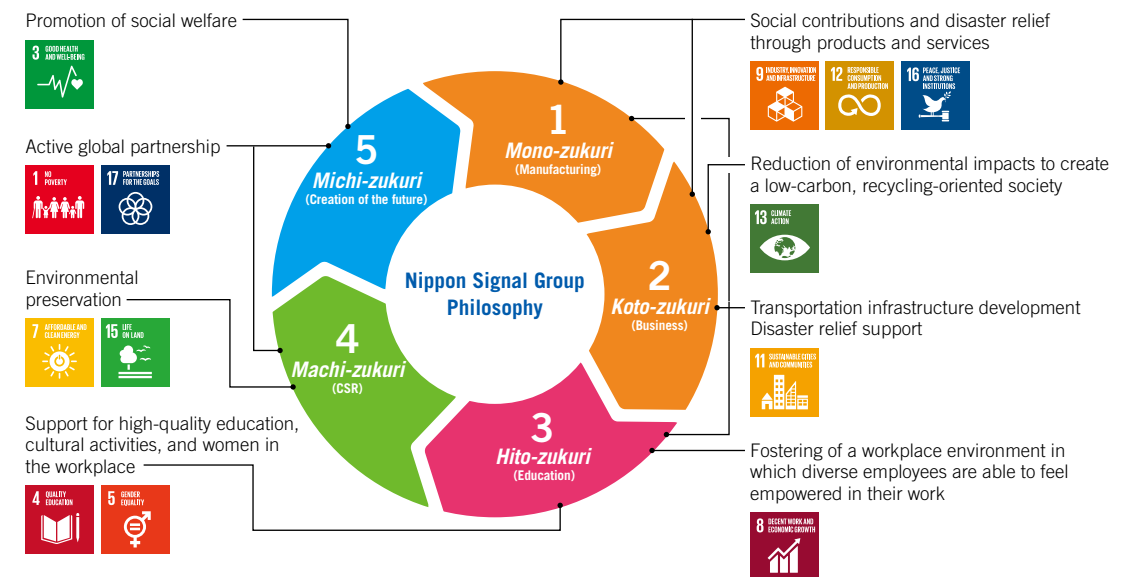 Promotion of social welfare
3 GOOD HEALTH
AND WELL-BEING
Active global partnership
1 NO
POVERTY
17 PARTNERSHIPS
FOR THE GOALS
Environmental
preservation
7 AFFORDABLE AND
CLEAN ENERGY
15 LIFE
ON LAND
Support for high-quality education,
cultural activities, and women in
the workplace
4 QUALITY
EDUCATION
5 GENDER
EQUALITY
1
Mono-zukuri
(Manufacturing)
2
Koto-zukuri
(Business)
3
Hito-zukuri
(Education)
4
Machi-zukuri
(CSR)
5
Michi-zukuri
(Creation of the future)
Nippon Signal Group
Philosophy
Social contributions and disaster relief
through products and services
9 INDUSTRY, INNOVATION
AND INFRASTRUCTURE
12 RESPONSIBLE
CONSUMPTION
AND PRODUCTION
16 PEACE, JUSTICE
AND STRONG
INSTITUTIONS
Reduction of environmental impacts to create
a low-carbon, recycling-oriented society
13 CLIMATE
ACTION
Transportation infrastructure development
Disaster relief support
11 SUSTAINABLE CITIES
AND COMMUNITIES
Fostering of a workplace environment in
which diverse employees are able to feel
empowered in their work
8 DECENT WORK AND
ECONOMIC GROWTH